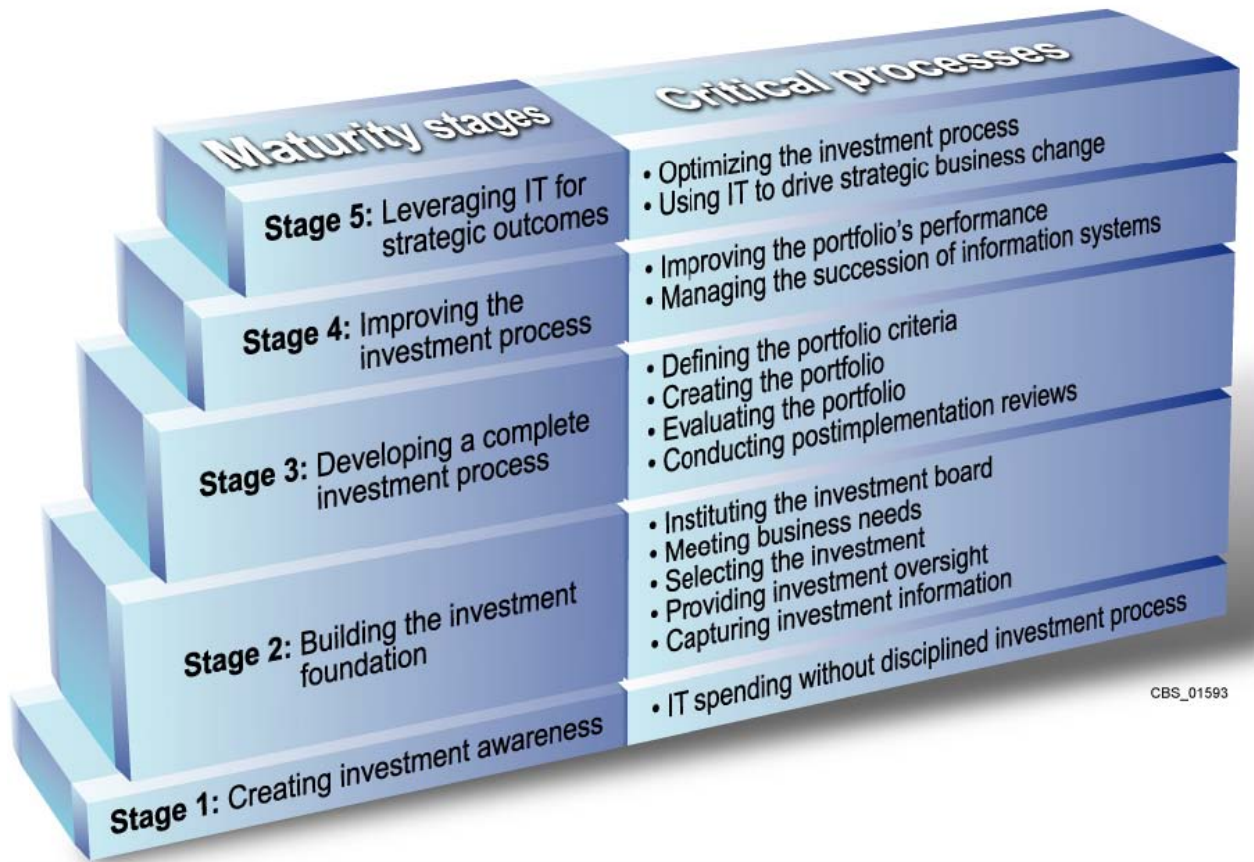 Maturity stages
Critical processes
Stage 5: Leveraging IT for
strategic outcomes
• Optimizing the investment process
• Using IT to drive strategic business change
Stage 4: Improving the
investment process
• Improving the portfolio's performance
• Managing the succession of information systems
Stage 3: Developing a complete
investment process
• Defining the portfolio criteria
• Creating the portfolio
• Evaluating the portfolio
• Conducting postimplementation reviews
Stage 2: Building the investment
foundation
• Instituting the investment board
• Meeting business needs
• Selecting the investment
• Providing investment oversight
• Capturing investment information
Stage 1: Creating investment awareness
• IT spending without disciplined investment process
CBS_01593